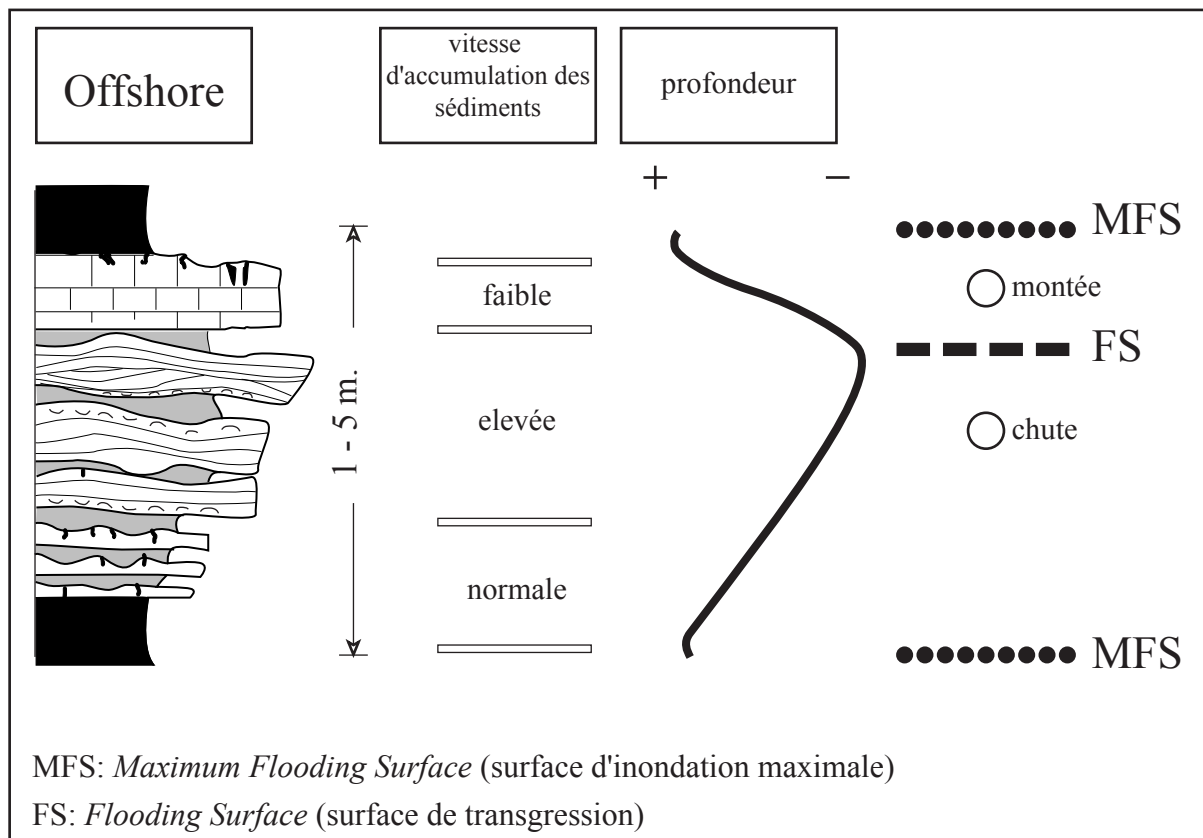 Offshore
vitesse
d'accumulation des
sédiments
profondeur
+ −
MFS
faible
montée
FS
1 - 5 m.
elevée
chute
normale
MFS
MFS: Maximum Flooding Surface (surface d'inondation maximale)
FS: Flooding Surface (surface de transgression)